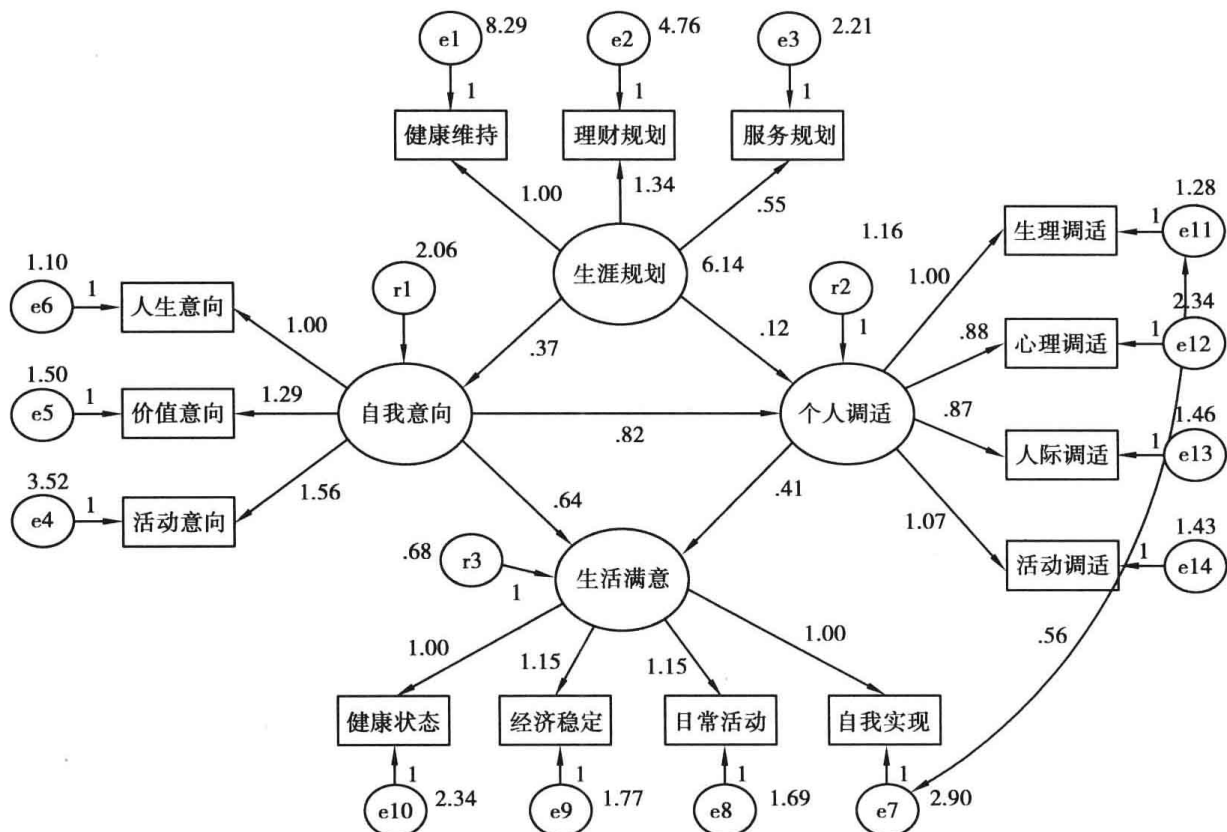 8.29
4.76
2.21
e1
e2
e3
1
1
1
健康维持
理财规划
服务规划
1.00
1.34
.55
1.28
1.16
生理调适
1
e11
2.06
生涯规划
6.14
1.00
1.10
r1
r2
e6
1
人生意向
1.00
1
2.34
.37
.12
.88
心理调适
1
e12
1.50
e5
1
价值意向
1.29
自我意向
.82
个人调适
.87
1.46
人际调适
1
e13
3.52
e4
1
活动意向
1.56
.64
.41
1.07
1.43
.68
r3
1
生活满意
活动调适
1
e14
.56
1.00
1.15
1.15
1.00
健康状态
经济稳定
日常活动
自我实现
1
1
1
1
e10
2.34
e9
1.77
e8
1.69
e7
2.90